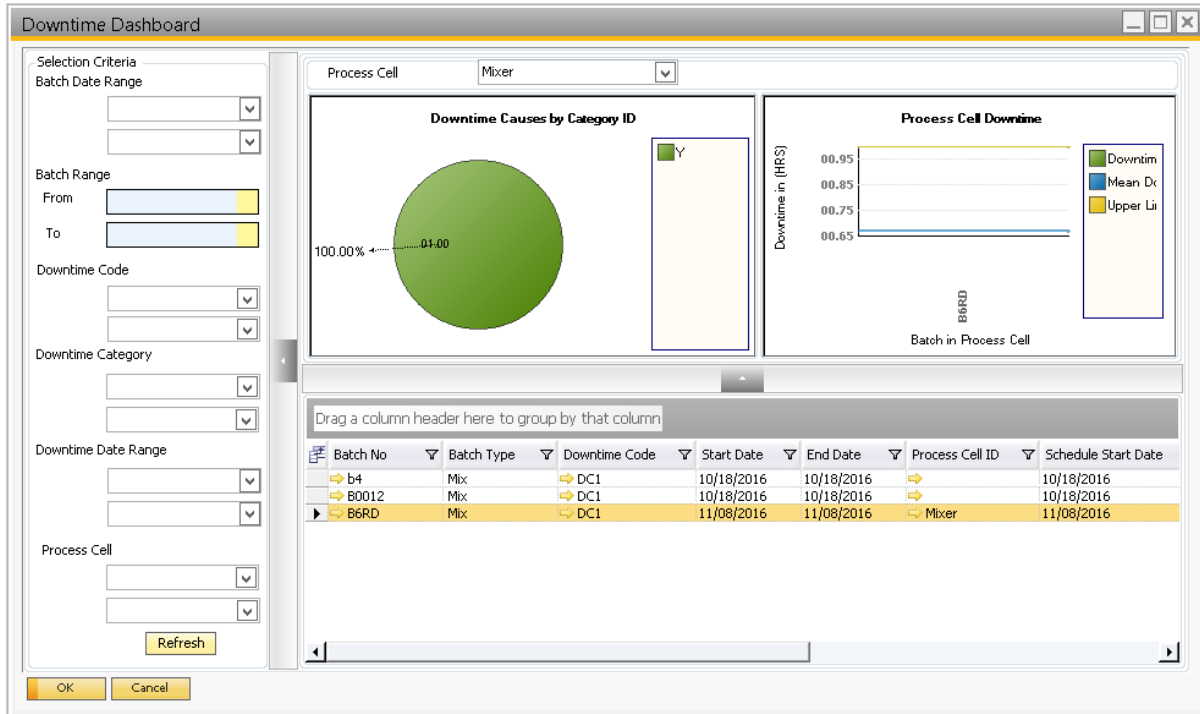 Downtime Dashboard
Selection Criteria
Batch Date Range
Batch Range
From
To
Downtime Code
Downtime Category
Downtime Date Range
Process Cell
Refresh
OK Cancel
Process Cell Mixer
Downtime Causes by Category ID
Y
100.00% 01.00
Process Cell Downtime
Downtime in (HRS)
00.95
00.85
00.75
00.65
B6RD
Batch in Process Cell
Downtim
Mean Do
Upper Li
Drag a column header here to group by that column
Batch No Batch Type Downtime Code Start Date End Date Process Cell ID Schedule Start Date
b4 Mix DC1 10/18/2016 10/18/2016 10/18/2016
B0012 Mix DC1 10/18/2016 10/18/2016 10/18/2016
B6RD Mix DC1 11/08/2016 11/08/2016 Mixer 11/08/2016